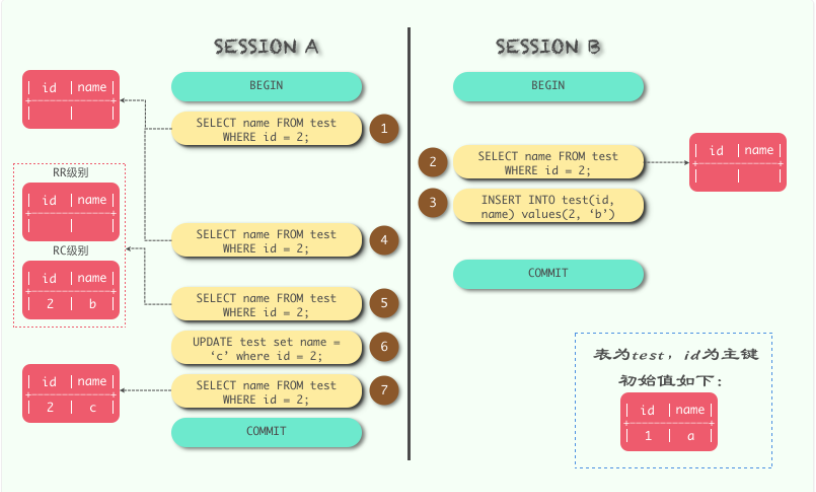 SESSION A
BEGIN
| id | name |
SELECT name FROM test
WHERE id = 2;
1
RR级别
| id | name |
RC级别
| id | name |
| 2 | b |
SELECT name FROM test
WHERE id = 2;
4
SELECT name FROM test
WHERE id = 2;
5
UPDATE test set name =
‘c’ where id = 2;
6
| id | name |
| 2 | c |
SELECT name FROM test
WHERE id = 2;
7
COMMIT
SESSION B
BEGIN
2
SELECT name FROM test
WHERE id = 2;
| id | name |
3
INSERT INTO test(id,
name) values(2, ‘b’)
COMMIT
表为test，id为主键
初始值如下：
| id | name |
| 1 | a |